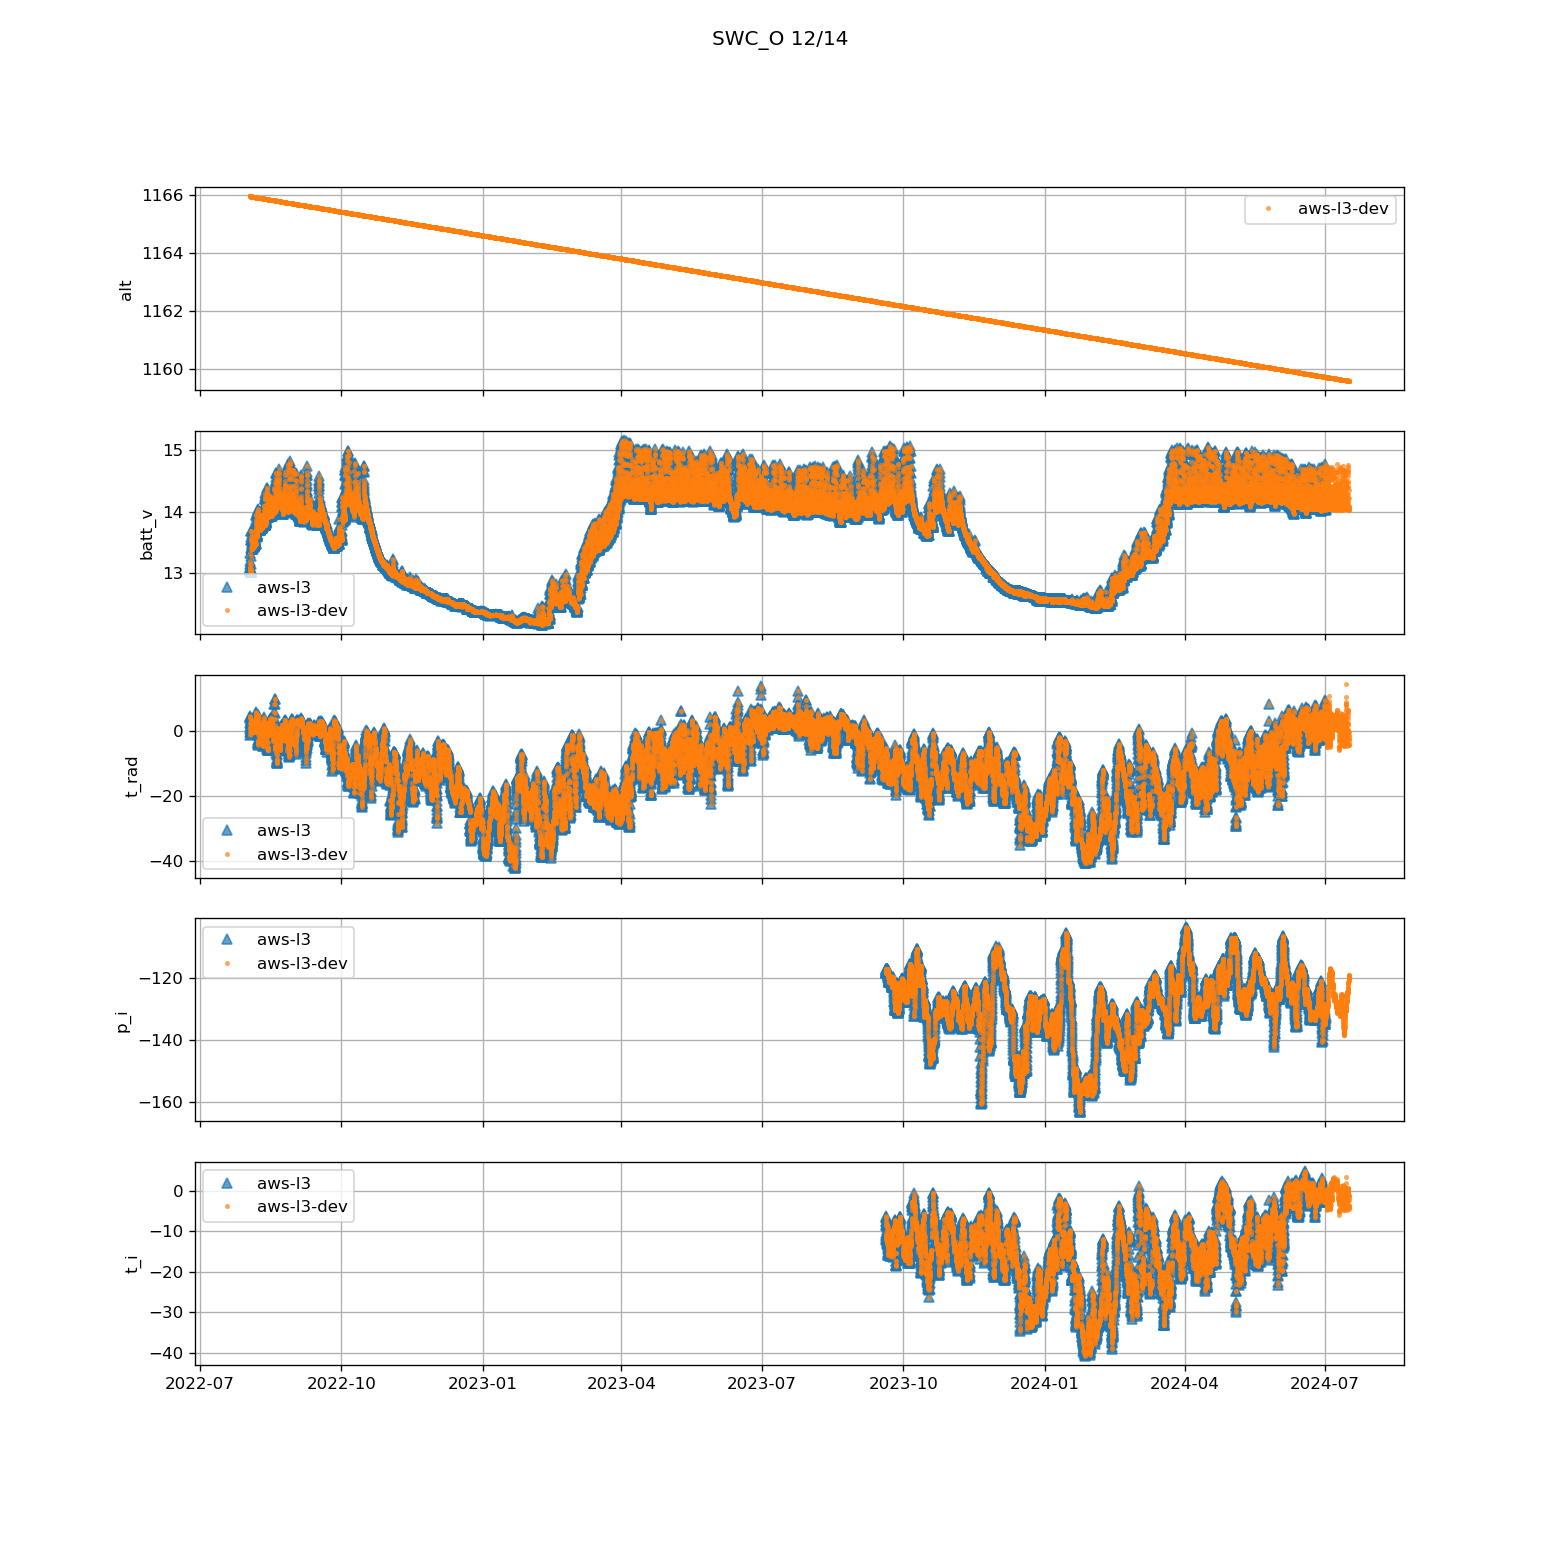 SWC_O 12/14
1166
1164
1162
1160
alt
aws-l3-dev
15
14
13
batt_v
aws-l3
aws-l3-dev
0
−20
−40
t_rad
aws-l3
aws-l3-dev
−120
−140
−160
p_i
aws-l3
aws-l3-dev
0
−10
−20
−30
−40
t_i
aws-l3
aws-l3-dev
2022-07 2022-10 2023-01 2023-04 2023-07 2023-10 2024-01 2024-04 2024-07